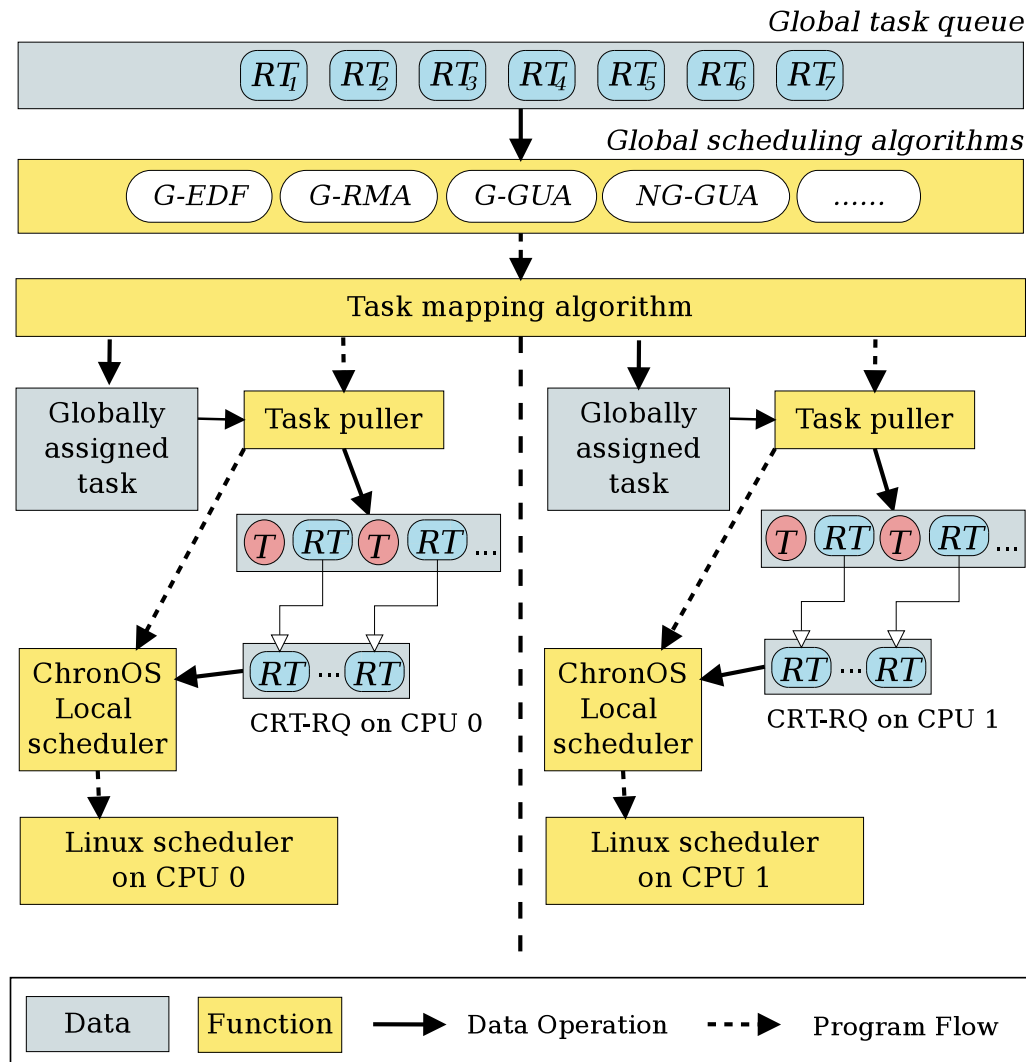 Global task queue
RT1 RT2 RT3 RT4 RT5 RT6 RT7
Global scheduling algorithms
G-EDF G-RMA G-GUA NG-GUA ......
Task mapping algorithm
Globally
assigned
task
Task puller
T RT T RT ...
RT ... RT
CRT-RQ on CPU 0
ChronOS
Local
scheduler
Linux scheduler
on CPU 0
Globally
assigned
task
Task puller
T RT T RT ...
RT ... RT
CRT-RQ on CPU 1
ChronOS
Local
scheduler
Linux scheduler
on CPU 1
Data
Function
Data Operation
Program Flow